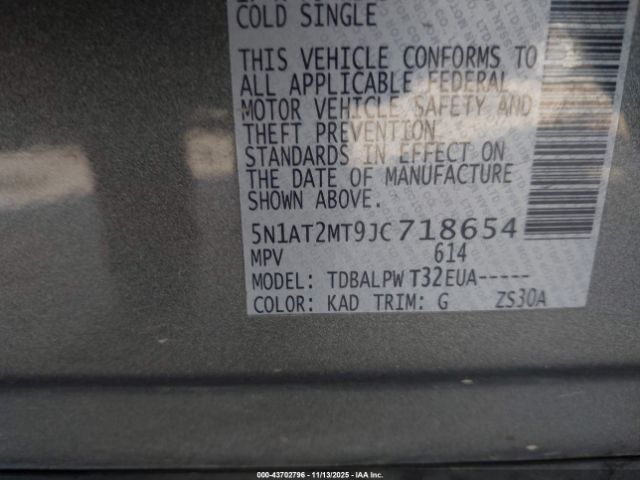 COLD SINGLE
THIS VEHICLE CONFORMS TO
ALL APPLICABLE FEDERAL
MOTOR VEHICLE SAFETY AND
THEFT PREVENTION
STANDARDS IN EFFECT ON
THE DATE OF MANUFACTURE
SHOWN ABOVE.
5N1AT2MT9JC718654
MPV 614
MODEL: TDBALPW T32EUA-----
COLOR: KAD TRIM: G ZS30A
000-43702796 - 11/13/2025 - IAA Inc.